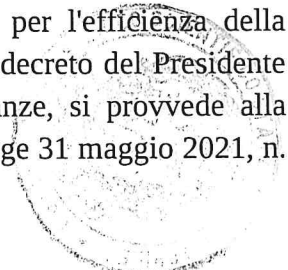 per l'efficienza della
decreto del Presidente
nze, si provvede alla
ge 31 maggio 2021, n.